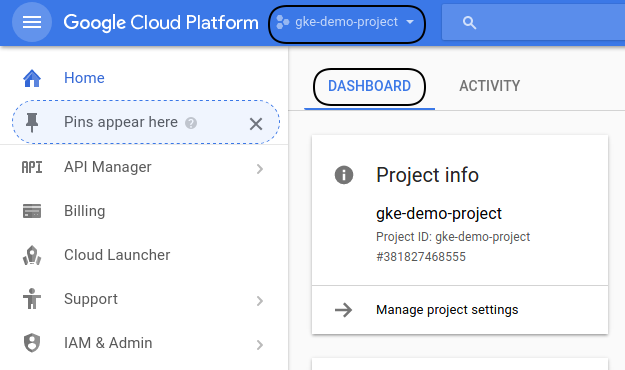 Google Cloud Platform
gke-demo-project
Home
Pins appear here
API API Manager
Billing
Cloud Launcher
Support
IAM & Admin
DASHBOARD
ACTIVITY
Project info
gke-demo-project
Project ID: gke-demo-project
#381827468555
Manage project settings